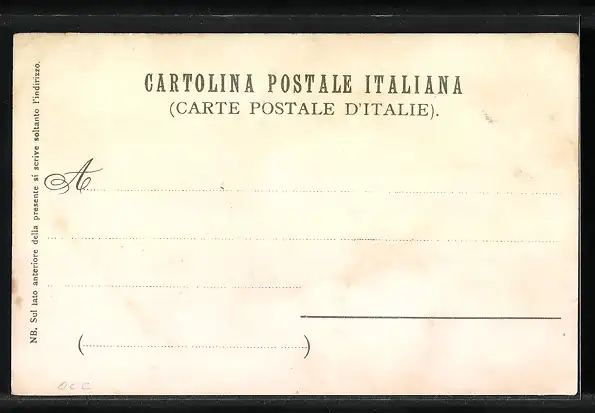 CARTOLINA POSTALE ITALIANA
(CARTE POSTALE D'ITALIE).
A
( )
NB. Sul lato anteriore della presente si scrive soltanto l'indirizzo.